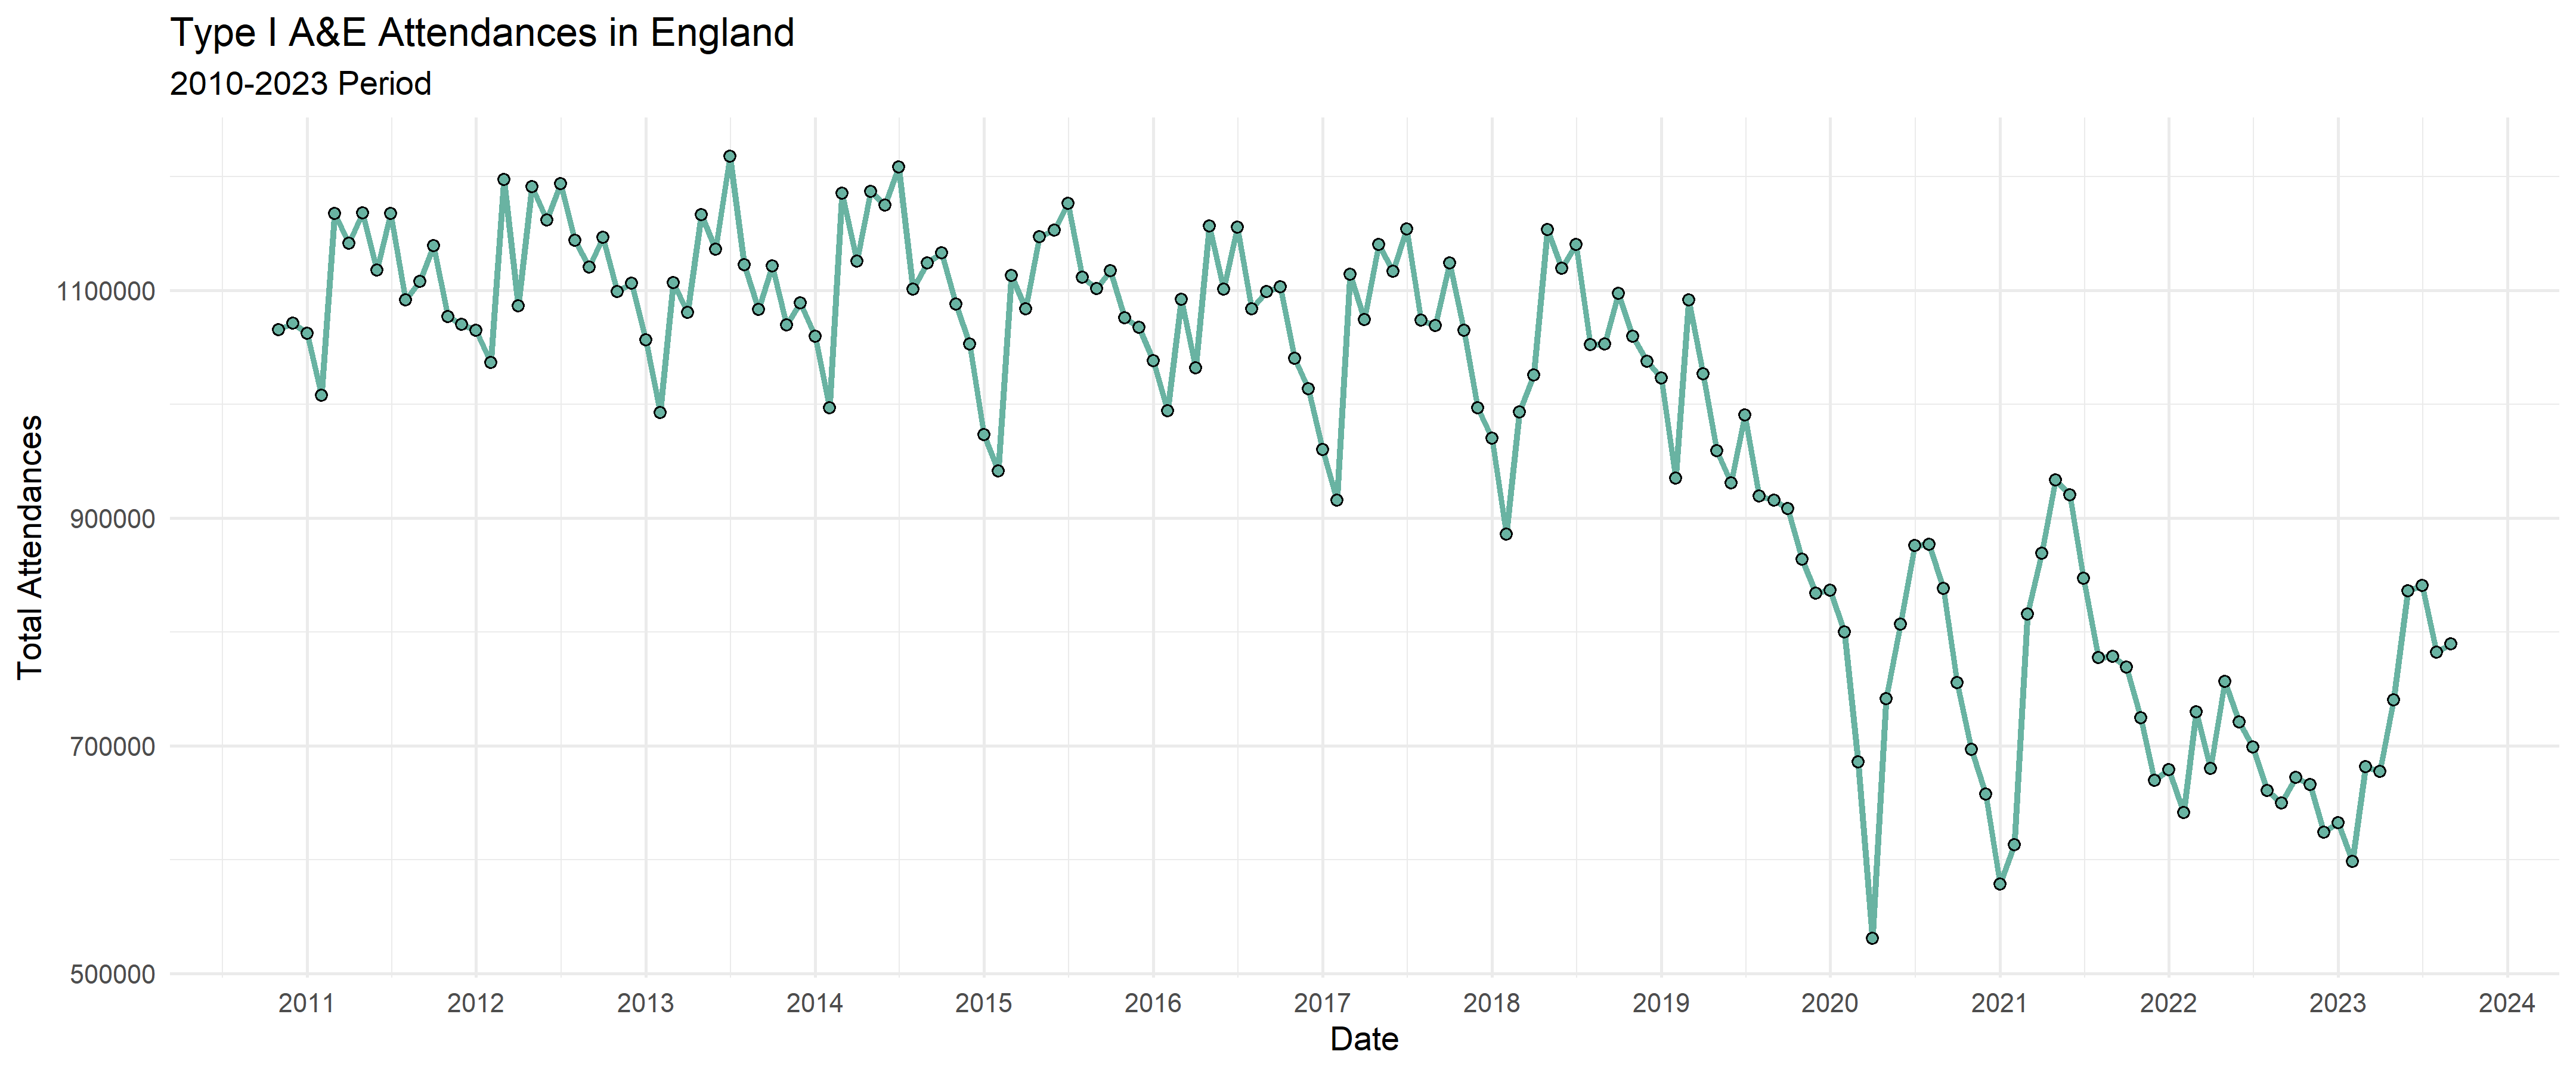 Type I A&E Attendances in England
2010-2023 Period
Total Attendances
1100000
900000
700000
500000
2011 2012 2013 2014 2015 2016 2017 2018 2019 2020 2021 2022 2023 2024
Date